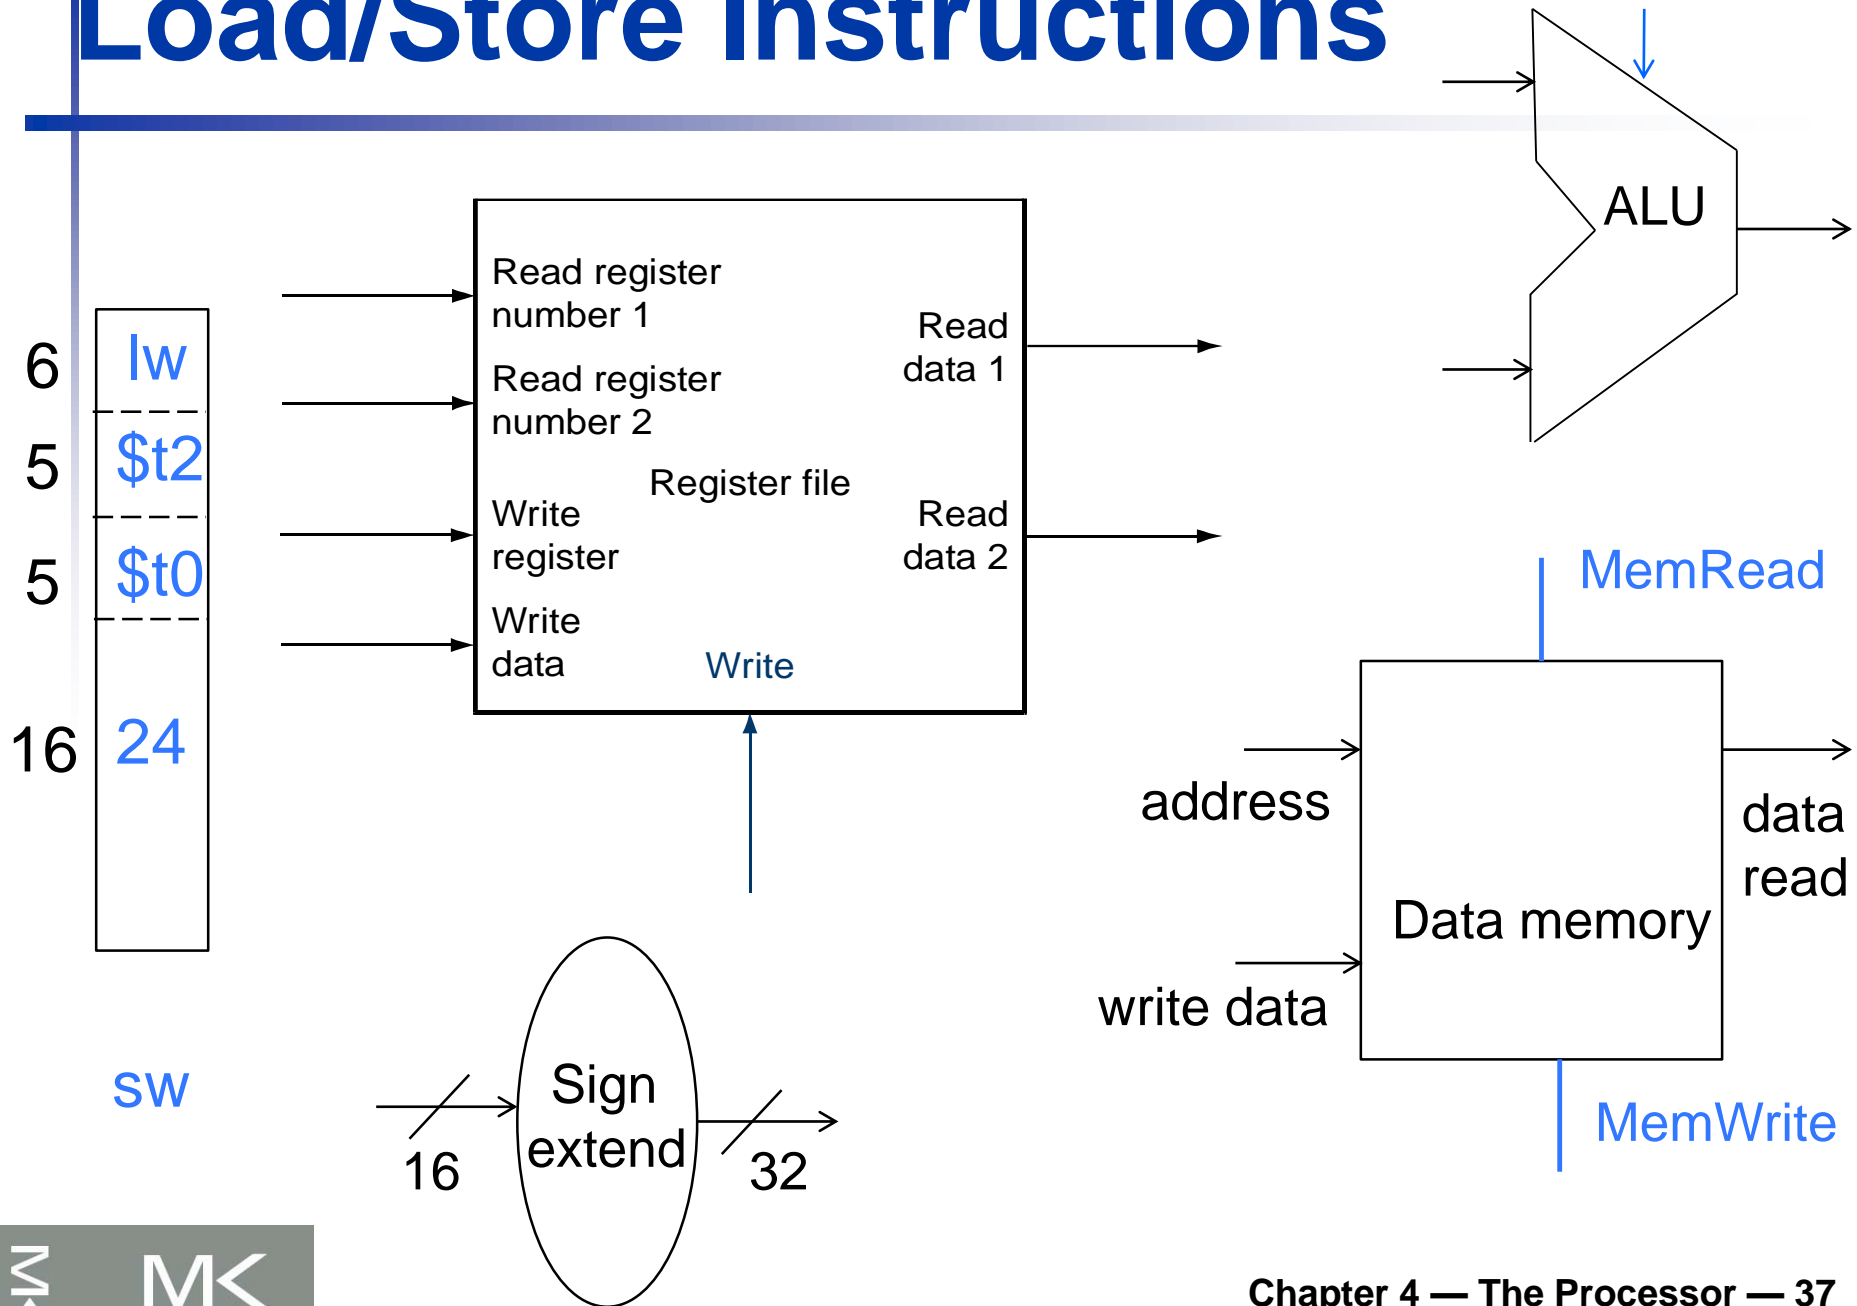 Load/Store Instructions
ALU
Read register
number 1
Read
data 1
Read register
number 2
Register file
Write
register
Read
data 2
Write
data
Write
6
lw
5
$t2
5
$t0
16
24
sw
Sign
extend
16
32
MemRead
address
data
read
Data memory
write data
MemWrite
MK
M
Chapter 4 — The Processor — 37